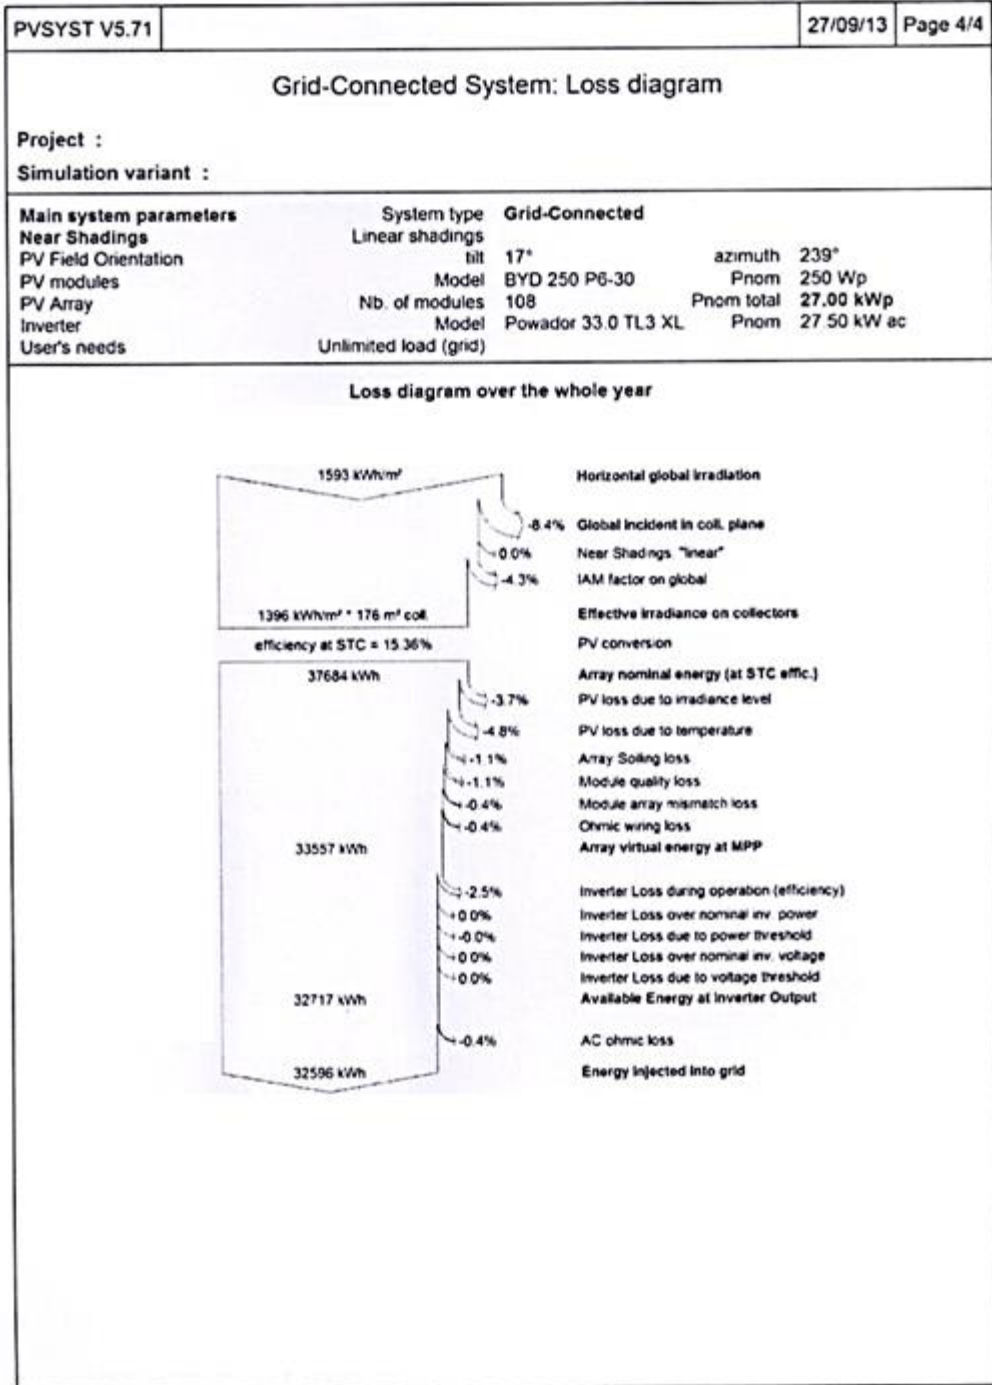 PVSYST V5.71 27/09/13 Page 4/4
Grid-Connected System: Loss diagram
Project :
Simulation variant :
Main system parameters System type Grid-Connected
Near Shadings Linear shadings
PV Field Orientation tilt 17° azimuth 239°
PV modules Model BYD 250 P6-30 Pnom 250 Wp
PV Array Nb. of modules 108 Pnom total 27.00 kWp
Inverter Model Powador 33.0 TL3 XL Pnom 27.50 kW ac
User's needs Unlimited load (grid)
Loss diagram over the whole year
1593 kWh/m² Horizontal global irradiation
-8.4% Global incident in coll. plane
0.0% Near Shadings "linear"
-4.3% IAM factor on global
1396 kWh/m² * 176 m² coll. Effective irradiance on collectors
efficiency at STC = 15.36% PV conversion
37684 kWh Array nominal energy (at STC effic.)
-3.7% PV loss due to irradiance level
-4.8% PV loss due to temperature
-1.1% Array Soiling loss
-1.1% Module quality loss
-0.4% Module array mismatch loss
-0.4% Ohmic wiring loss
33557 kWh Array virtual energy at MPP
-2.5% Inverter Loss during operation (efficiency)
0.0% Inverter Loss over nominal inv. power
-0.0% Inverter Loss due to power threshold
0.0% Inverter Loss over nominal inv. voltage
0.0% Inverter Loss due to voltage threshold
32717 kWh Available Energy at Inverter Output
-0.4% AC ohmic loss
32596 kWh Energy injected into grid